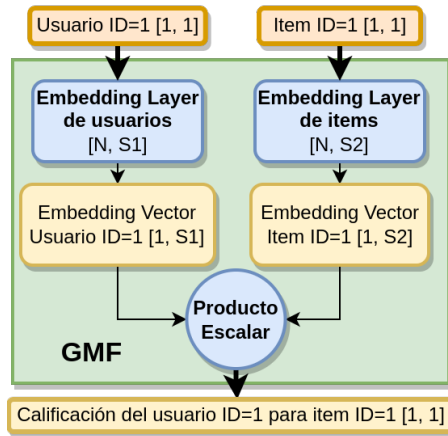 Usuario ID=1 [1, 1]
Item ID=1 [1, 1]
Embedding Layer
de usuarios
[N, S1]
Embedding Layer
de items
[N, S2]
Embedding Vector
Usuario ID=1 [1, S1]
Embedding Vector
Item ID=1 [1, S2]
Producto
Escalar
GMF
Calificación del usuario ID=1 para item ID=1 [1, 1]